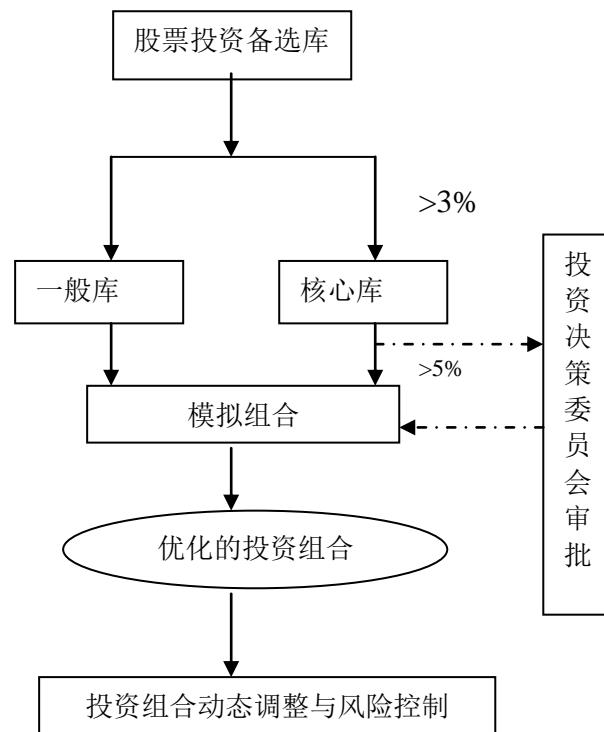 股票投资备选库
>3%
一般库
核心库
>5%
模拟组合
投资决策委员会审批
优化的投资组合
投资组合动态调整与风险控制